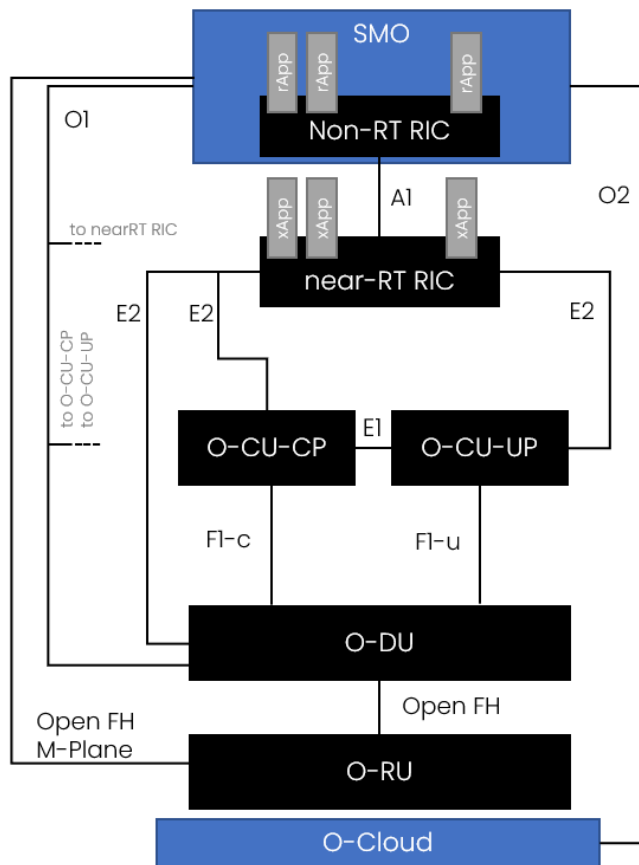 SMO
rApp
rApp
rApp
Non-RT RIC
O1
A1
O2
to nearRT RIC
xApp
xApp
xApp
near-RT RIC
E2
E2
E2
to O-CU-CP
to O-CU-UP
O-CU-CP
E1
O-CU-UP
F1-c
F1-u
O-DU
Open FH
M-Plane
Open FH
O-RU
O-Cloud